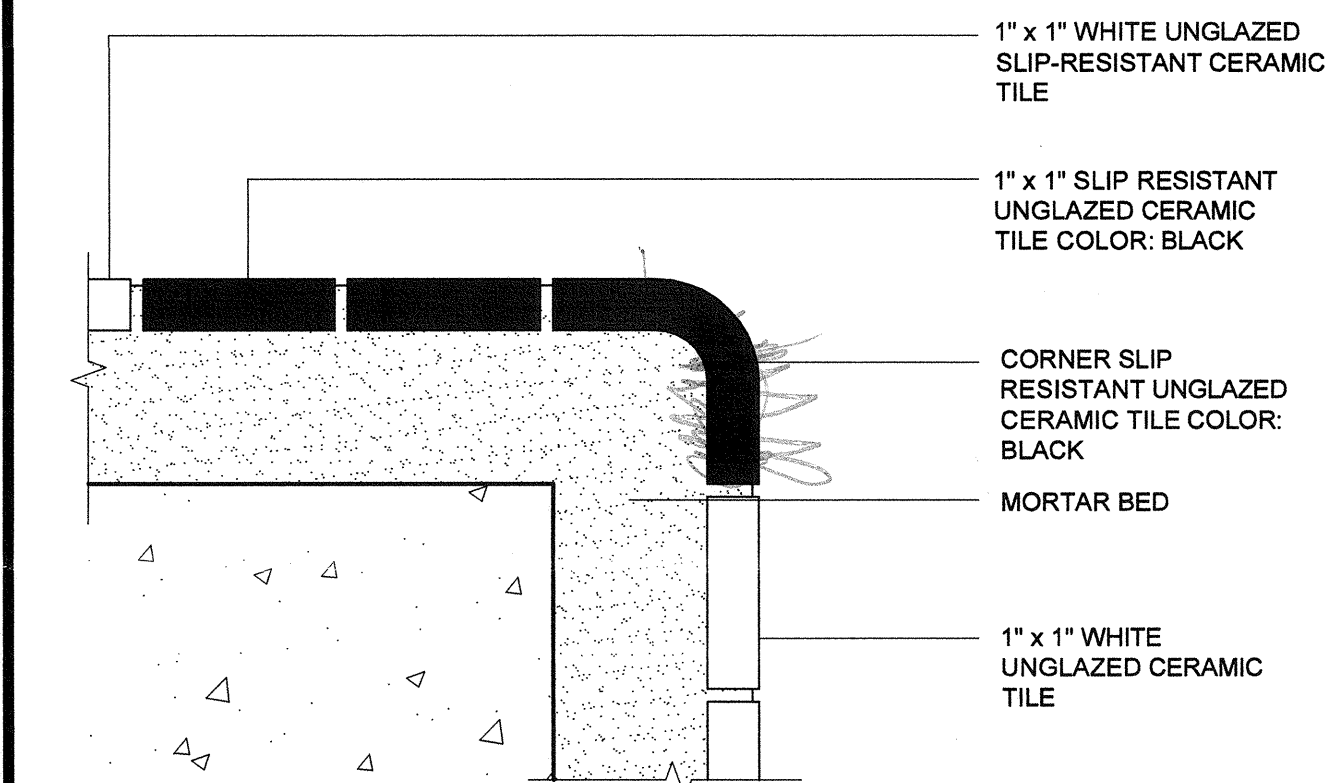 1" x 1" WHITE UNGLAZED
SLIP-RESISTANT CERAMIC
TILE
1" x 1" SLIP RESISTANT
UNGLAZED CERAMIC
TILE COLOR: BLACK
CORNER SLIP
RESISTANT UNGLAZED
CERAMIC TILE COLOR:
BLACK
MORTAR BED
1" x 1" WHITE
UNGLAZED CERAMIC
TILE